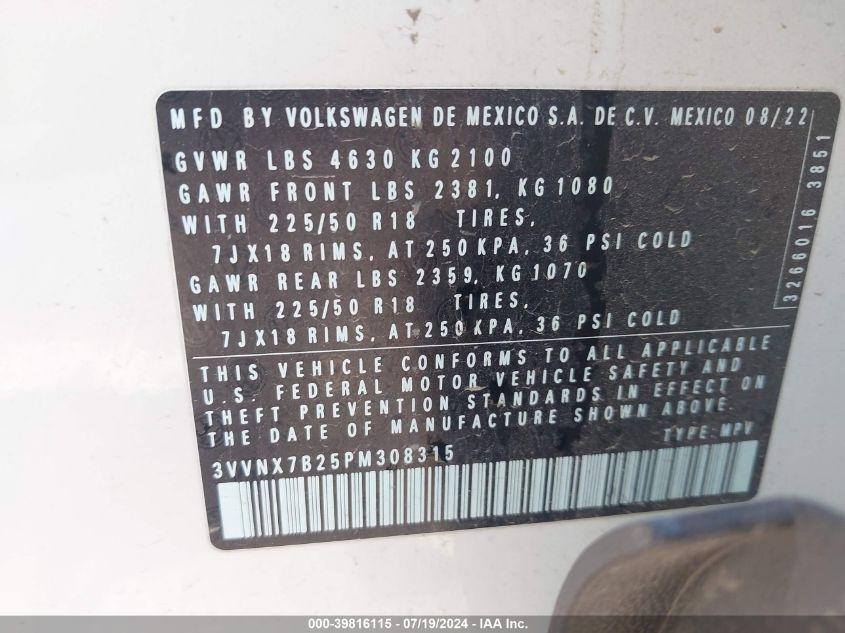 MFD BY VOLKSWAGEN DE MEXICO S.A. DE C.V. MEXICO 08/22
GVWR LBS 4630 KG 2100
GAWR FRONT LBS 2381, KG 1080
WITH 225/50 R18 TIRES,
7JX18 RIMS, AT 250 KPA, 36 PSI COLD
GAWR REAR LBS 2359, KG 1070
WITH 225/50 R18 TIRES,
7JX18 RIMS, AT 250 KPA, 36 PSI COLD
3266016 3851
THIS VEHICLE CONFORMS TO ALL APPLICABLE
U.S. FEDERAL MOTOR VEHICLE SAFETY AND
THEFT PREVENTION STANDARDS IN EFFECT ON
THE DATE OF MANUFACTURE SHOWN ABOVE.
3VVNX7B25PM308315 TYPE: MPV
000-39816115 - 07/19/2024 - IAA Inc.